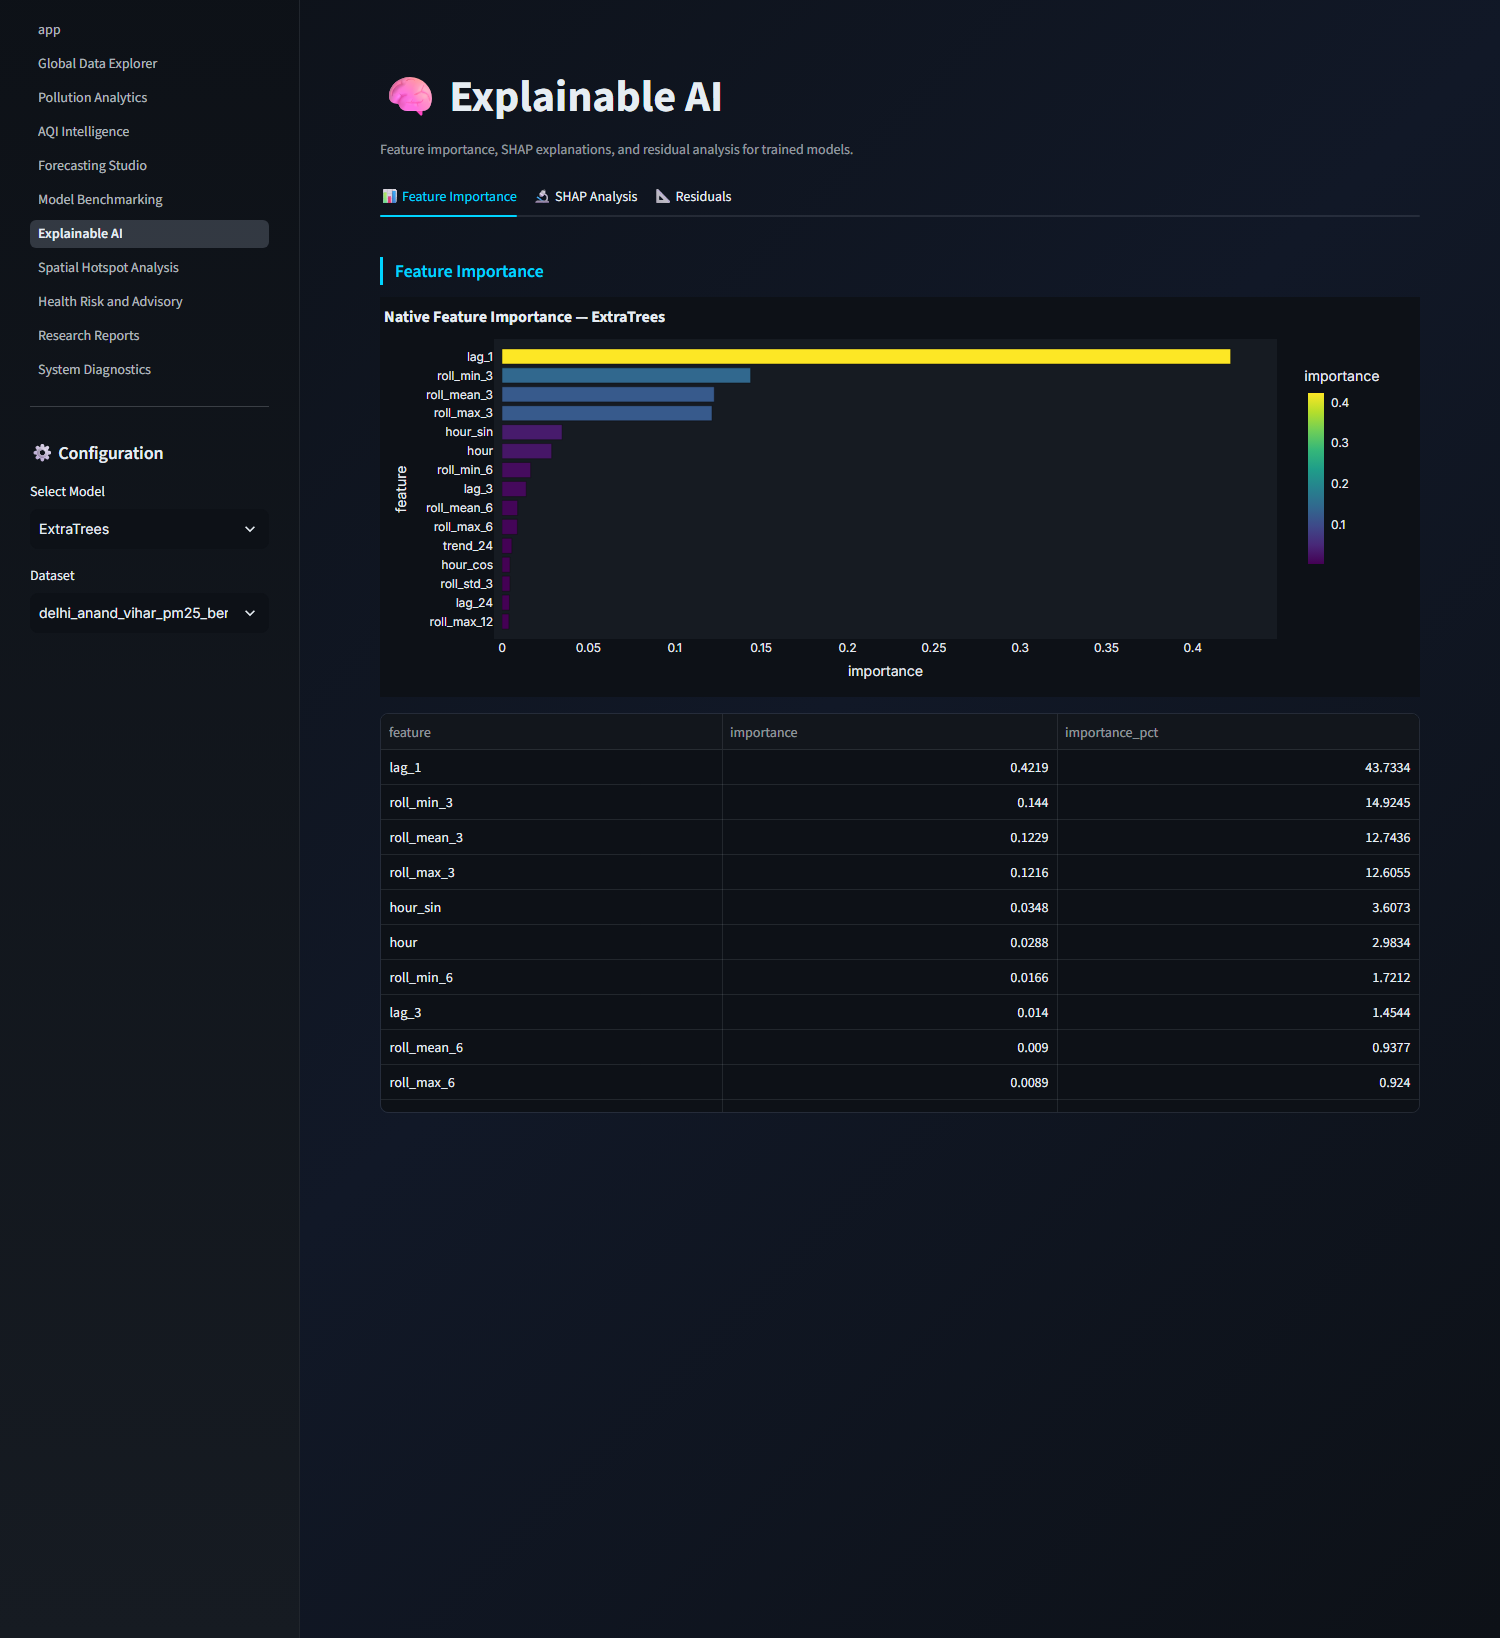 app
Global Data Explorer
Pollution Analytics
AQI Intelligence
Forecasting Studio
Model Benchmarking
Explainable AI
Spatial Hotspot Analysis
Health Risk and Advisory
Research Reports
System Diagnostics
Configuration
Select Model
ExtraTrees
Dataset
delhi_anand_vihar_pm25_ber
Explainable AI
Feature importance, SHAP explanations, and residual analysis for trained models.
Feature Importance SHAP Analysis Residuals
Feature Importance
Native Feature Importance — ExtraTrees
feature
lag_1
roll_min_3
roll_mean_3
roll_max_3
hour_sin
hour
roll_min_6
lag_3
roll_mean_6
roll_max_6
trend_24
hour_cos
roll_std_3
lag_24
roll_max_12
0 0.05 0.1 0.15 0.2 0.25 0.3 0.35 0.4
importance
importance
0.4
0.3
0.2
0.1
feature importance importance_pct
lag_1 0.4219 43.7334
roll_min_3 0.144 14.9245
roll_mean_3 0.1229 12.7436
roll_max_3 0.1216 12.6055
hour_sin 0.0348 3.6073
hour 0.0288 2.9834
roll_min_6 0.0166 1.7212
lag_3 0.014 1.4544
roll_mean_6 0.009 0.9377
roll_max_6 0.0089 0.924